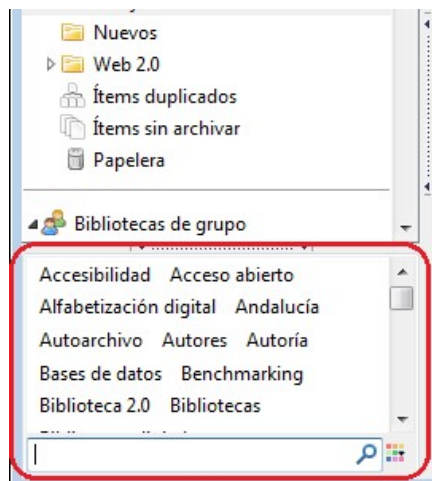 Nuevos
Web 2.0
Ítems duplicados
Ítems sin archivar
Papelera
Bibliotecas de grupo
Accesibilidad Acceso abierto
Alfabetización digital Andalucía
Autoarchivo Autores Autoría
Bases de datos Benchmarking
Biblioteca 2.0 Bibliotecas